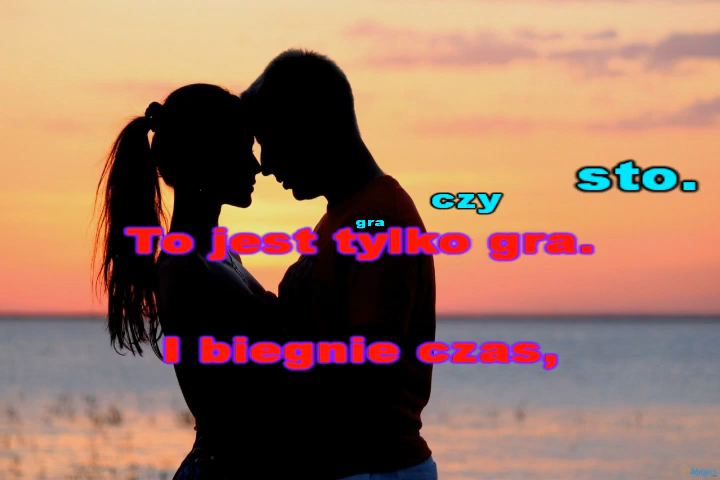 sto.
czy
gra
To jest tylko gra.
I biegnie czas,